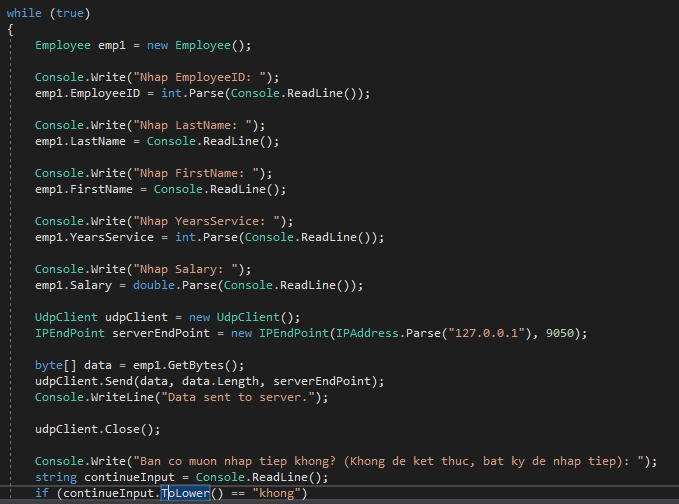 while (true)
{
Employee emp1 = new Employee();
Console.Write("Nhap EmployeeID: ");
emp1.EmployeeID = int.Parse(Console.ReadLine());
Console.Write("Nhap LastName: ");
emp1.LastName = Console.ReadLine();
Console.Write("Nhap FirstName: ");
emp1.FirstName = Console.ReadLine();
Console.Write("Nhap YearsService: ");
emp1.YearsService = int.Parse(Console.ReadLine());
Console.Write("Nhap Salary: ");
emp1.Salary = double.Parse(Console.ReadLine());
UdpClient udpClient = new UdpClient();
IPEndPoint serverEndPoint = new IPEndPoint(IPAddress.Parse("127.0.0.1"), 9050);
byte[] data = emp1.GetBytes();
udpClient.Send(data, data.Length, serverEndPoint);
Console.WriteLine("Data sent to server.");
udpClient.Close();
Console.Write("Ban co muon nhap tiep khong? (Khong de ket thuc, bat ky de nhap tiep): ");
string continueInput = Console.ReadLine();
if (continueInput.ToLower() == "khong")